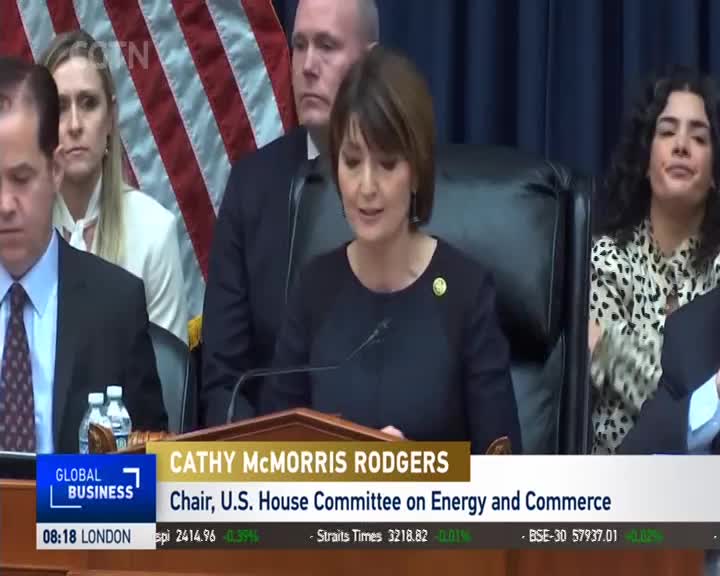 CGTN
CATHY McMORRIS RODGERS
GLOBAL
BUSINESS
Chair, U.S. House Committee on Energy and Commerce
08:18 LONDON
spi 2414.96 -0.39% - Straits Times 3218.82 -0.01% - BSE-30 57937.01 +0.02%